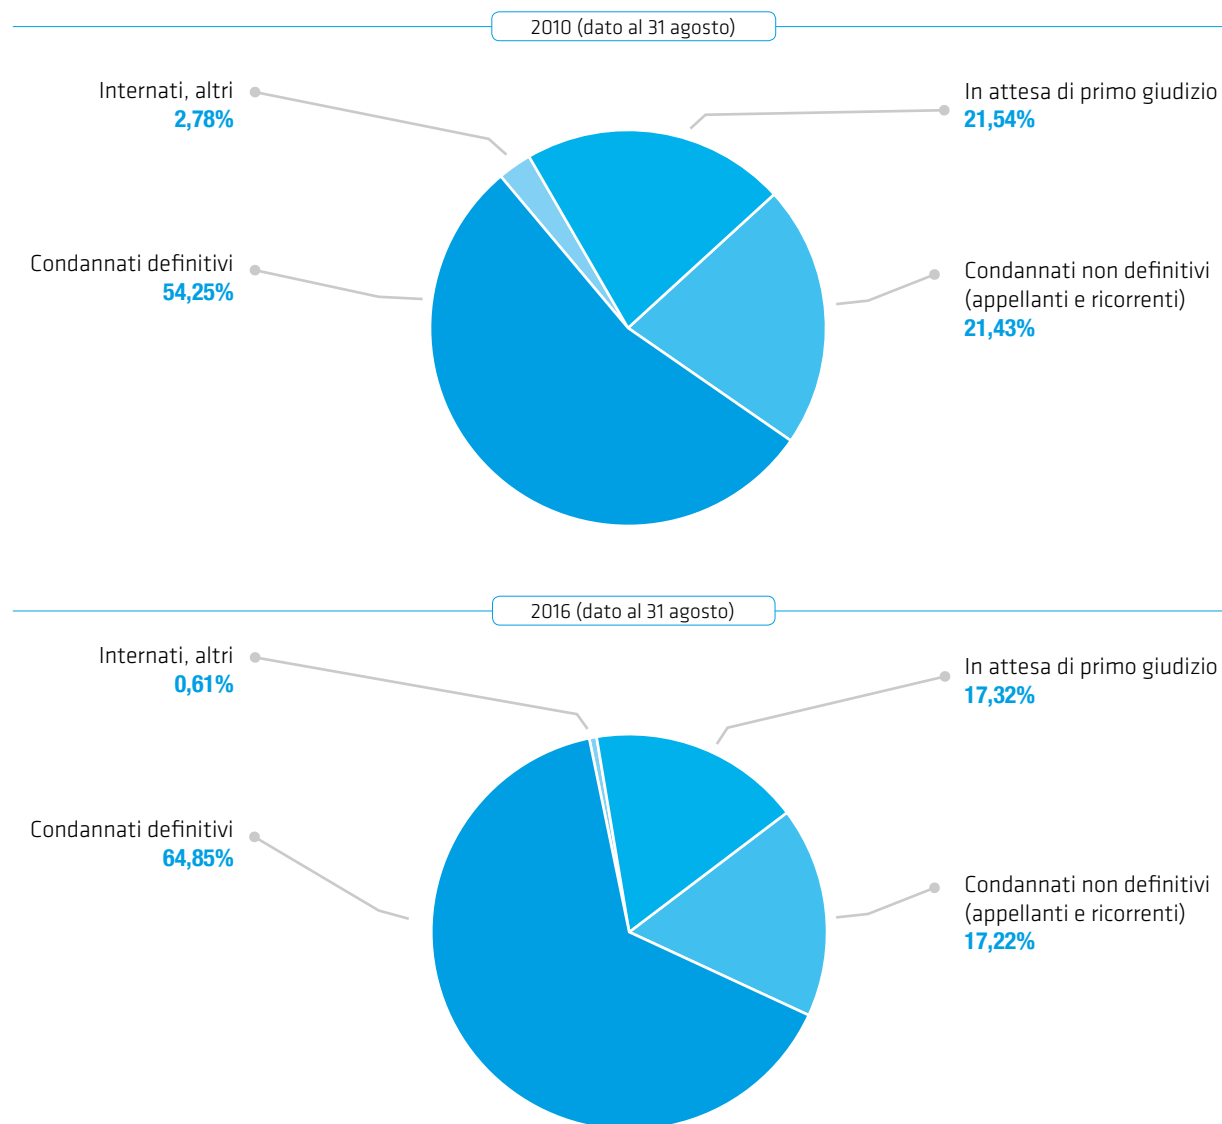 2010 (dato al 31 agosto)
Internati, altri
2,78%
In attesa di primo giudizio
21,54%
Condannati definitivi
54,25%
Condannati non definitivi
(appellanti e ricorrenti)
21,43%
2016 (dato al 31 agosto)
Internati, altri
0,61%
In attesa di primo giudizio
17,32%
Condannati definitivi
64,85%
Condannati non definitivi
(appellanti e ricorrenti)
17,22%